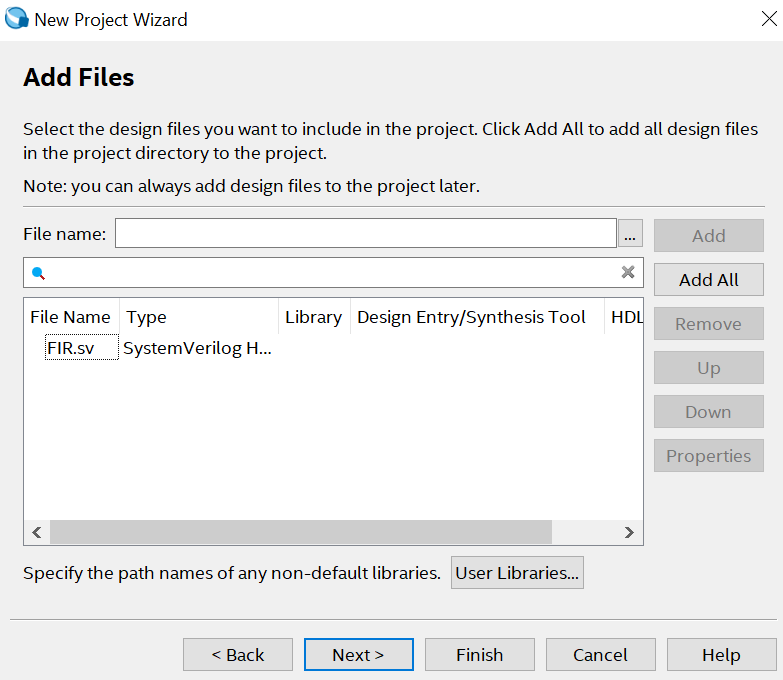 New Project Wizard
Add Files
Select the design files you want to include in the project. Click Add All to add all design files
in the project directory to the project.
Note: you can always add design files to the project later.
File name: ... Add
Add All
File Name Type Library Design Entry/Synthesis Tool HDL
Remove
FIR.sv SystemVerilog H...
Up
Down
Properties
Specify the path names of any non-default libraries. User Libraries...
< Back Next > Finish Cancel Help